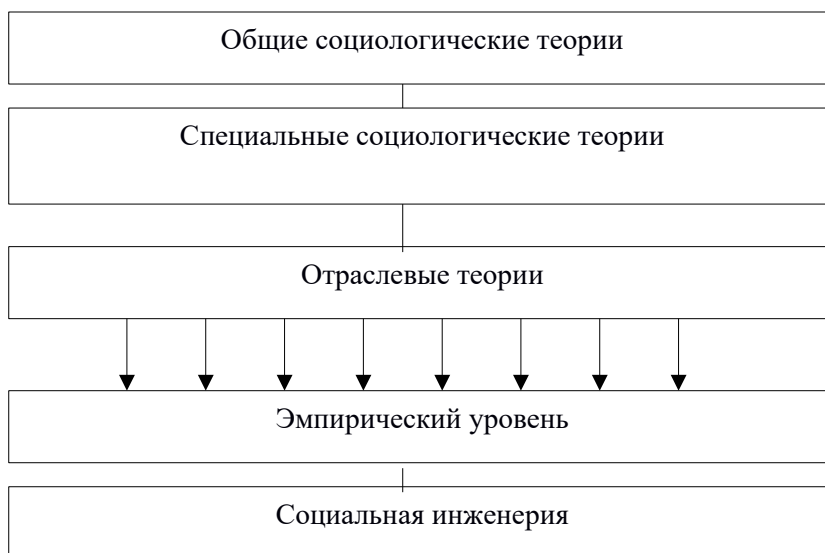 Общие социологические теории
Специальные социологические теории
Отраслевые теории
Эмпирический уровень
Социальная инженерия